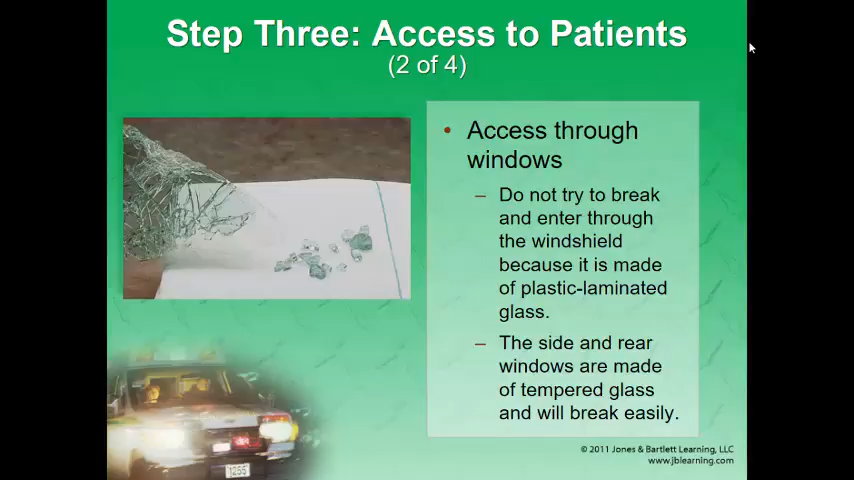 Step Three: Access to Patients
(2 of 4)
• Access through
windows
– Do not try to break
and enter through
the windshield
because it is made
of plastic-laminated
glass.
– The side and rear
windows are made
of tempered glass
and will break easily.
1255
© 2011 Jones & Bartlett Learning, LLC
www.jblearning.com